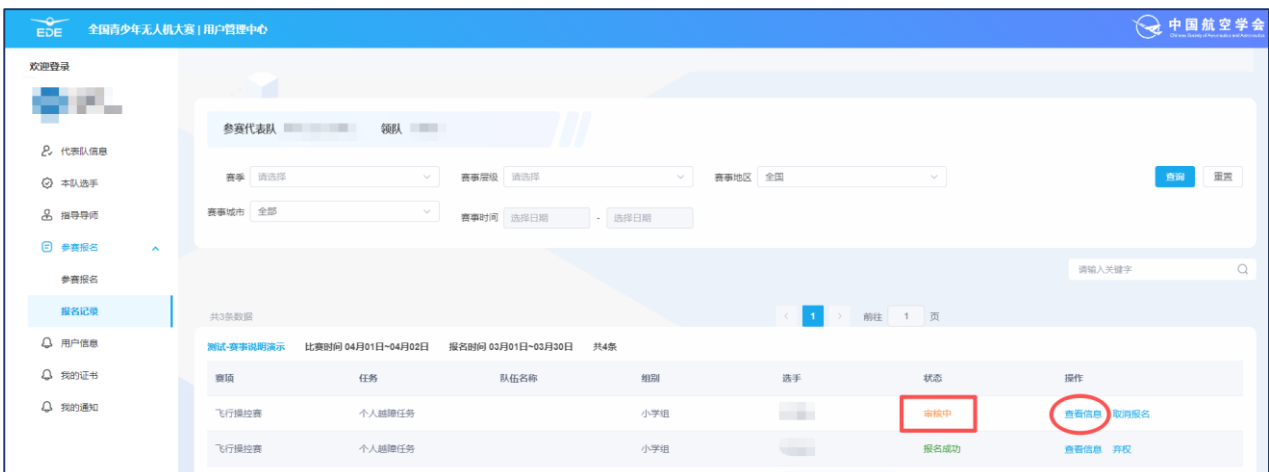 EDE 全国青少年无人机大赛 | 用户管理中心 中国航空学会
Chinese Society of Aeronautics and Astronautics
欢迎登录
参赛代表队 领队
代表队信息
本队选手
指导导师
参赛报名
参赛报名
报名记录
用户信息
我的证书
我的通知
赛季 请选择 赛事层级 请选择 赛事地区 全国 查询 重置
赛事城市 全部 赛事时间 选择日期 - 选择日期
请输入关键字
共3条数据 < 1 > 前往 1 页
测试-赛事说明演示 比赛时间 04月01日~04月02日 报名时间 03月01日~03月30日 共4条
赛项 任务 队伍名称 组别 选手 状态 操作
飞行操控赛 个人越障任务 小学组 审核中 查看信息 取消报名
飞行操控赛 个人越障任务 小学组 报名成功 查看信息 弃权